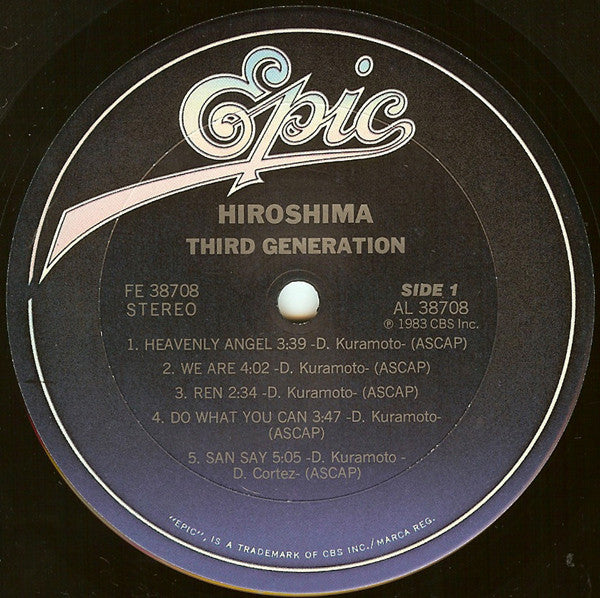 Epic
HIROSHIMA
THIRD GENERATION
FE 38708
STEREO
SIDE 1
AL 38708
℗ 1983 CBS Inc.
1. HEAVENLY ANGEL 3:39 -D. Kuramoto- (ASCAP)
2. WE ARE 4:02 -D. Kuramoto- (ASCAP)
3. REN 2:34 -D. Kuramoto- (ASCAP)
4. DO WHAT YOU CAN 3:47 -D. Kuramoto-
(ASCAP)
5. SAN SAY 5:05 -D. Kuramoto -
D. Cortez- (ASCAP)
"EPIC", IS A TRADEMARK OF CBS INC./MARCA REG.